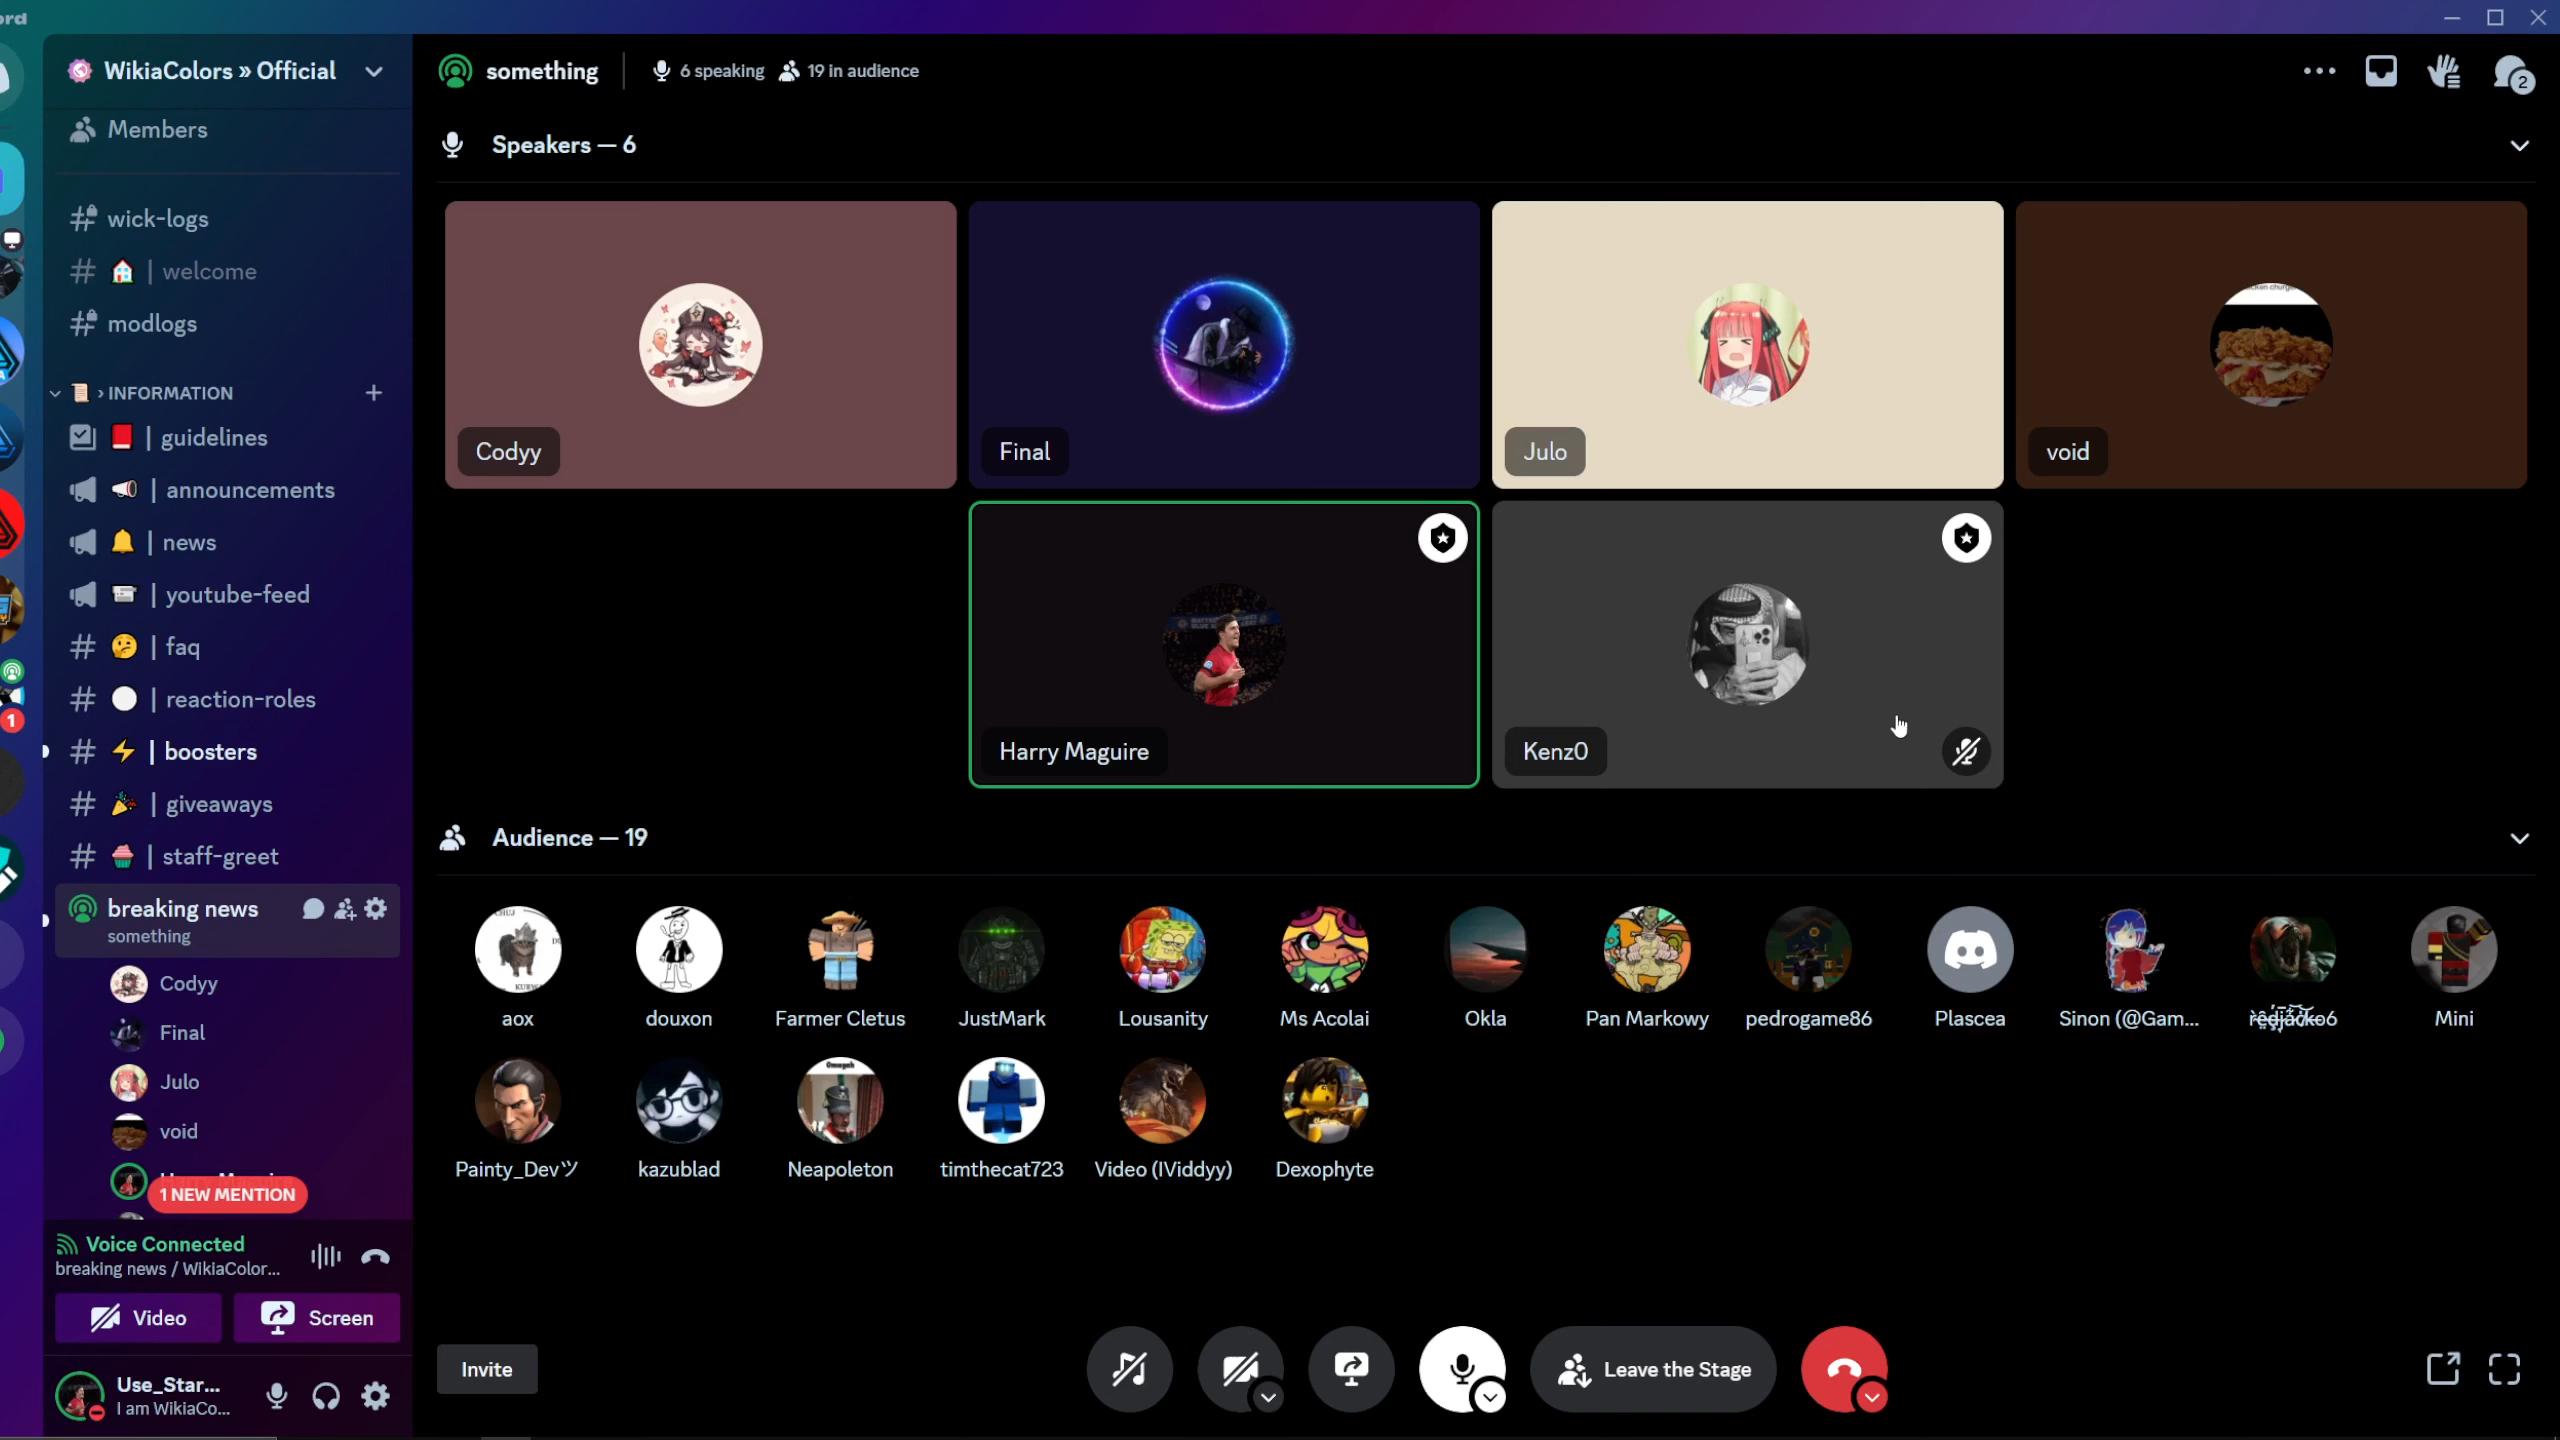 ord
WikiaColors » Official
Members
wick-logs
| welcome
modlogs
› INFORMATION
| guidelines
| announcements
| news
| youtube-feed
| faq
| reaction-roles
| boosters
| giveaways
| staff-greet
breaking news
something
Codyy
Final
Julo
void
1 NEW MENTION
Voice Connected
breaking news / WikiaColor...
Video
Screen
Use_Star...
I am WikiaCo...
1
something
6 speaking
19 in audience
2
Speakers — 6
Codyy
Final
Julo
void
Harry Maguire
Kenz0
Audience — 19
aox
douxon
Farmer Cletus
JustMark
Lousanity
Ms Acolai
Okla
Pan Markowy
pedrogame86
Plascea
Sinon (@Gam...
Mini
Painty_Devツ
kazublad
Neapoleton
timthecat723
Video (IViddyy)
Dexophyte
Invite
Leave the Stage